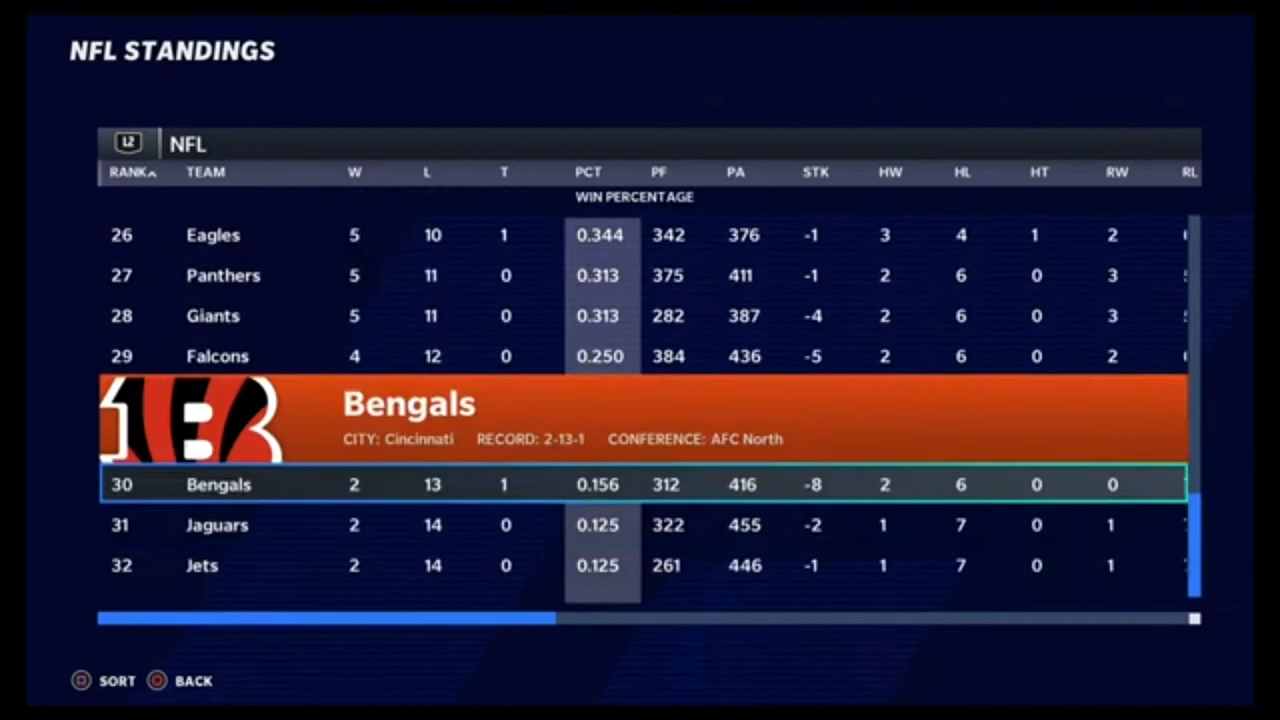 NFL STANDINGS
L2 NFL
RANK TEAM W L T PCT PF PA STK HW HL HT RW RL
WIN PERCENTAGE
26 Eagles 5 10 1 0.344 342 376 -1 3 4 1 2
27 Panthers 5 11 0 0.313 375 411 -1 2 6 0 3
28 Giants 5 11 0 0.313 282 387 -4 2 6 0 3
29 Falcons 4 12 0 0.250 384 436 -5 2 6 0 2
B
Bengals
CITY: Cincinnati RECORD: 2-13-1 CONFERENCE: AFC North
30 Bengals 2 13 1 0.156 312 416 -8 2 6 0 0
31 Jaguars 2 14 0 0.125 322 455 -2 1 7 0 1
32 Jets 2 14 0 0.125 261 446 -1 1 7 0 1
SORT BACK